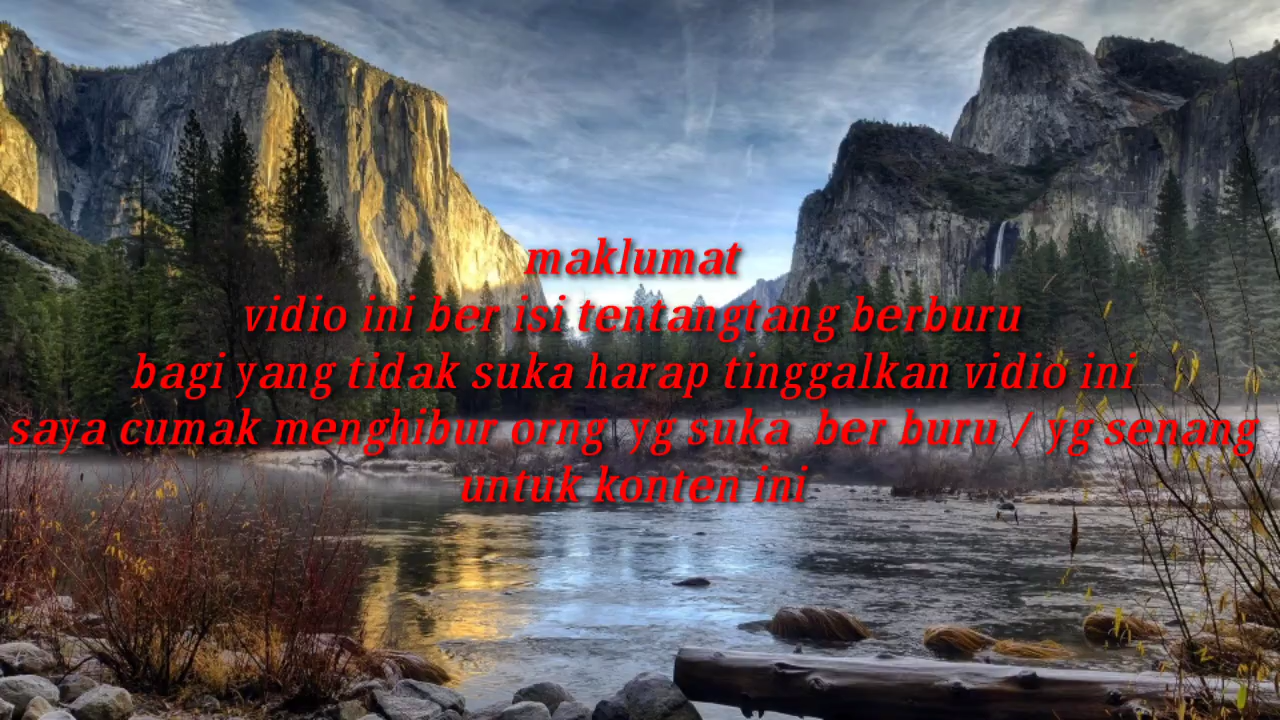 maklumat
vidio ini ber isi tentangtang berburu
bagi yang tidak suka harap tinggalkan vidio ini
saya cumak menghibur orng yg suka ber buru / yg senang
untuk konten ini